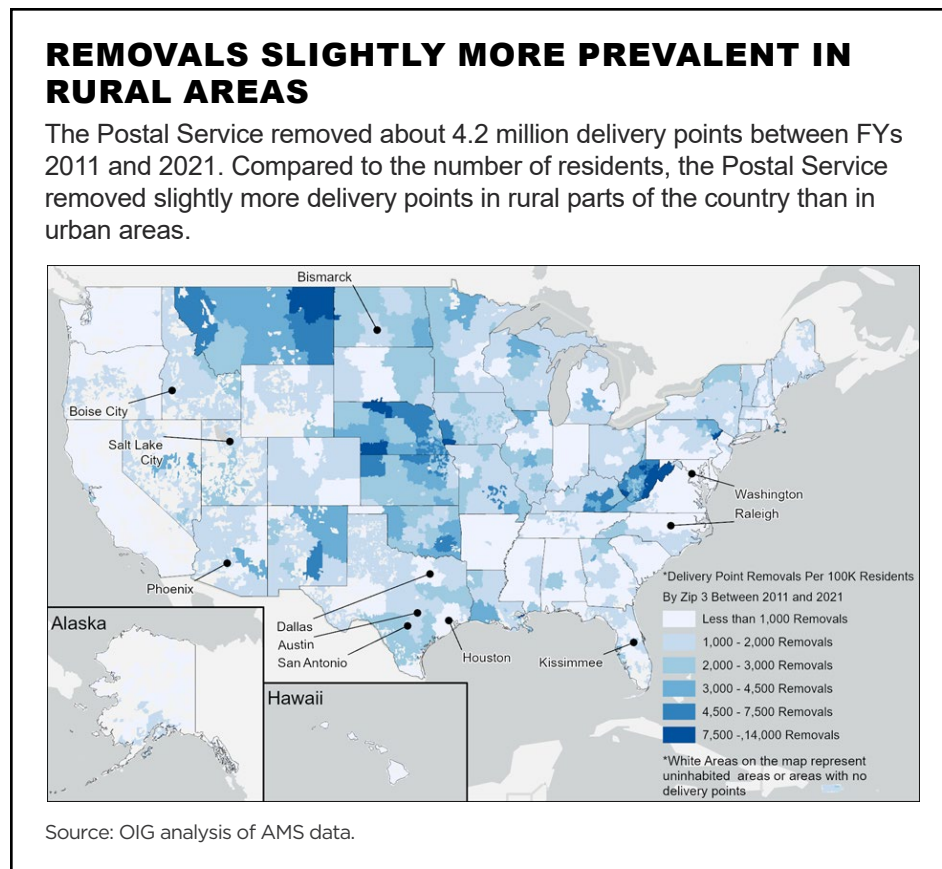 REMOVALS SLIGHTLY MORE PREVALENT IN
RURAL AREAS
The Postal Service removed about 4.2 million delivery points between FYs
2011 and 2021. Compared to the number of residents, the Postal Service
removed slightly more delivery points in rural parts of the country than in
urban areas.
Bismarck
Boise City
Salt Lake
City
Washington
Raleigh
Phoenix
Dallas
Austin
San Antonio
Houston
Kissimmee
Alaska
Hawaii
*Delivery Point Removals Per 100K Residents
By Zip 3 Between 2011 and 2021
Less than 1,000 Removals
1,000 - 2,000 Removals
2,000 - 3,000 Removals
3,000 - 4,500 Removals
4,500 - 7,500 Removals
7,500 -,14,000 Removals
*White Areas on the map represent
uninhabited areas or areas with no
delivery points
Source: OIG analysis of AMS data.